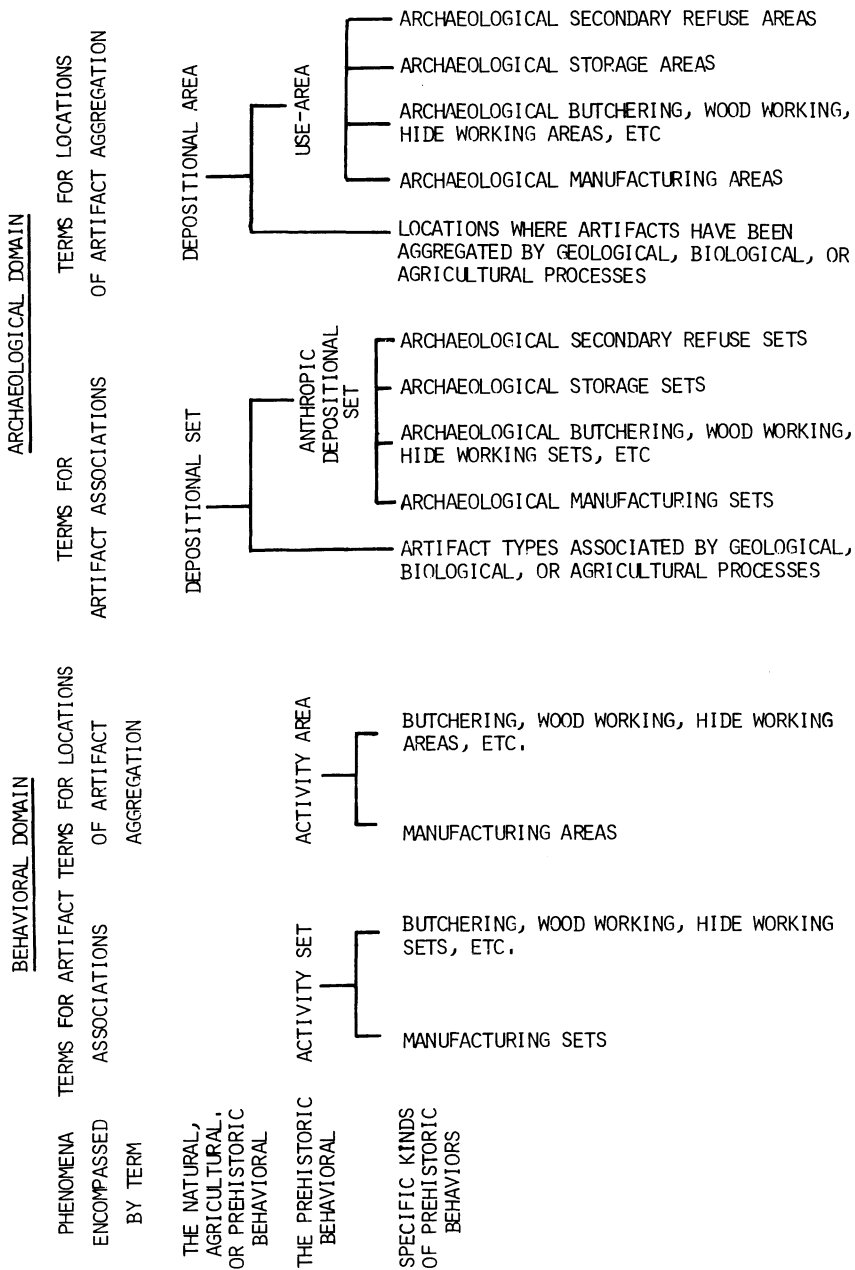 BEHAVIORAL DOMAIN
ARCHAEOLOGICAL DOMAIN
PHENOMENA
ENCOMPASSED
BY TERM
TERMS FOR ARTIFACT
ASSOCIATIONS
TERMS FOR LOCATIONS
OF ARTIFACT
AGGREGATION
TERMS FOR
ARTIFACT ASSOCIATIONS
TERMS FOR LOCATIONS
OF ARTIFACT AGGREGATION
THE NATURAL,
AGRICULTURAL.
OR PREHISTORIC
BEHAVIORAL
DEPOSITIONAL SET
DEPOSITIONAL AREA
THE PREHISTORIC
BEHAVIORAL
ACTIVITY SET
ACTIVITY AREA
ANTHROPIC
DEPOSITIONAL
SET
USE-AREA
SPECIFIC KINDS
OF PREHISTORIC
BEHAVIORS
ARCHAEOLOGICAL SECONDARY REFUSE AREAS
ARCHAEOLOGICAL STORAGE AREAS
ARCHAEOLOGICAL BUTCHERING, WOOD WORKING,
HIDE WORKING AREAS, ETC
ARCHAEOLOGICAL MANUFACTURING AREAS
LOCATIONS WHERE ARTIFACTS HAVE BEEN
AGGREGATED BY GEOLOGICAL, BIOLOGICAL, OR
AGRICULTURAL PROCESSES
ARCHAEOLOGICAL SECONDARY REFUSE SETS
ARCHAEOLOGICAL STORAGE SETS
ARCHAEOLOGICAL BUTCHERING, WOOD WORKING,
HIDE WORKING SETS, ETC
ARCHAEOLOGICAL MANUFACTURING SETS
ARTIFACT TYPES ASSOCIATED BY GEOLOGICAL,
BIOLOGICAL, OR AGRICULTURAL PROCESSES
BUTCHERING, WOOD WORKING, HIDE WORKING
AREAS, ETC.
MANUFACTURING AREAS
BUTCHERING, WOOD WORKING, HIDE WORKING
SETS, ETC.
MANUFACTURING SETS